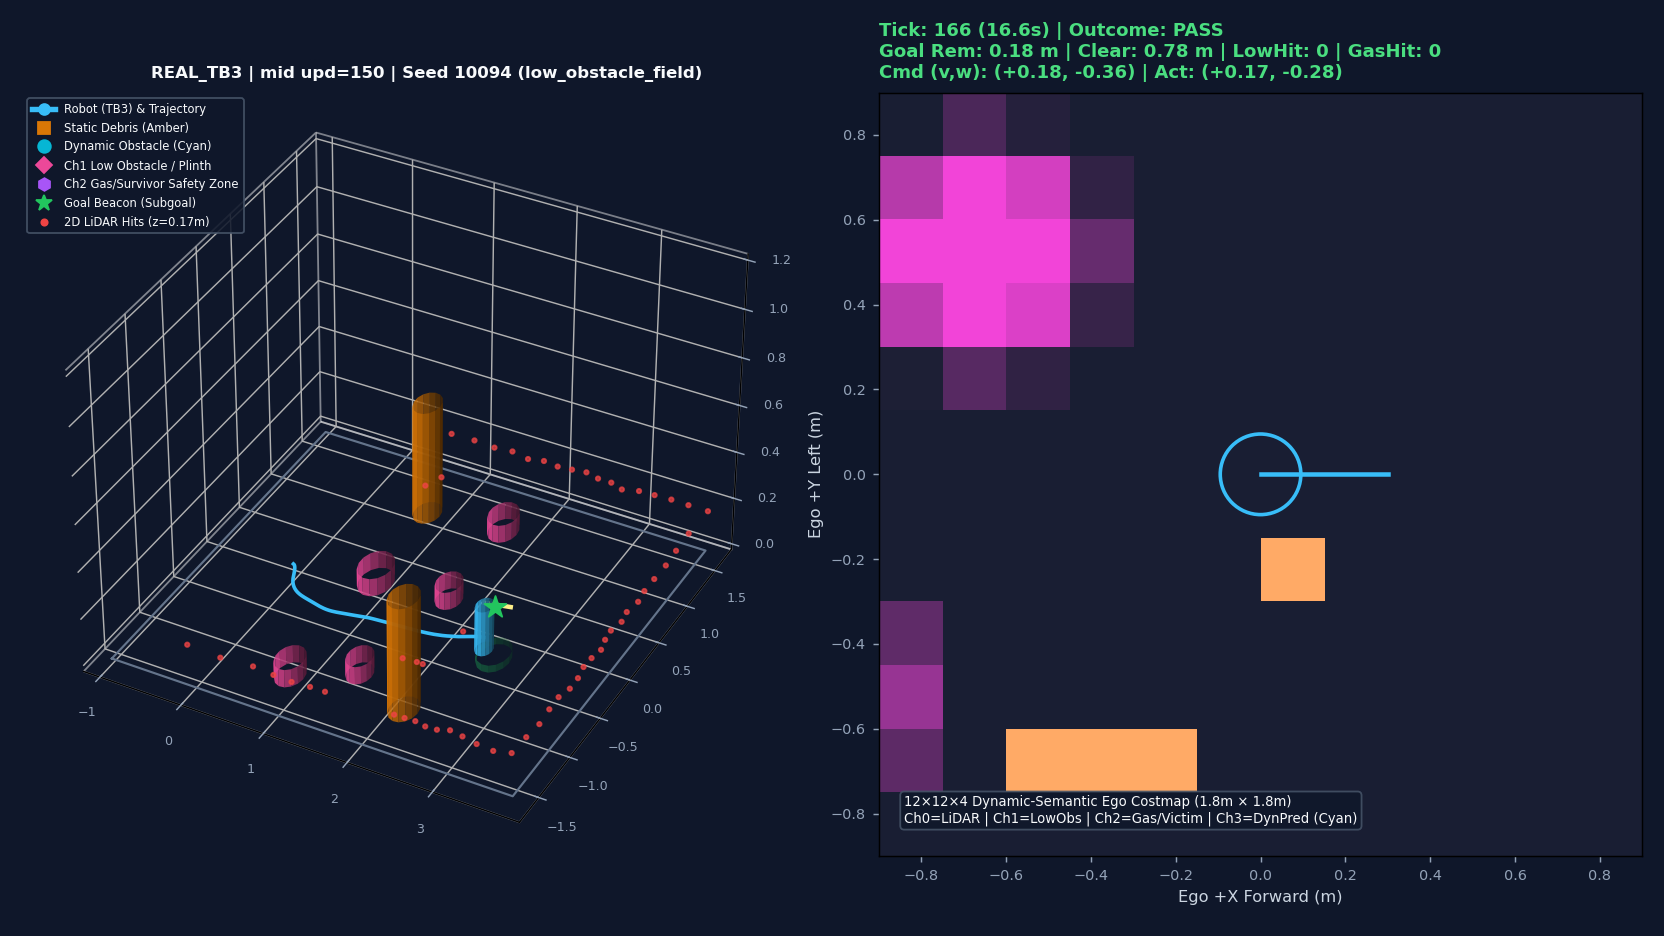 REAL_TB3 | mid upd=150 | Seed 10094 (low_obstacle_field)
Robot (TB3) & Trajectory
Static Debris (Amber)
Dynamic Obstacle (Cyan)
Ch1 Low Obstacle / Plinth
Ch2 Gas/Survivor Safety Zone
Goal Beacon (Subgoal)
2D LiDAR Hits (z=0.17m)
1.2
1.0
0.8
0.6
0.4
0.2
0.0
1.5
1.0
0.5
0.0
−0.5
−1.0
−1.5
−1
0
1
2
3
Tick: 166 (16.6s) | Outcome: PASS
Goal Rem: 0.18 m | Clear: 0.78 m | LowHit: 0 | GasHit: 0
Cmd (v,w): (+0.18, -0.36) | Act: (+0.17, -0.28)
Ego +Y Left (m)
0.8
0.6
0.4
0.2
0.0
−0.2
−0.4
−0.6
−0.8
12×12×4 Dynamic-Semantic Ego Costmap (1.8m × 1.8m)
Ch0=LiDAR | Ch1=LowObs | Ch2=Gas/Victim | Ch3=DynPred (Cyan)
−0.8 −0.6 −0.4 −0.2 0.0 0.2 0.4 0.6 0.8
Ego +X Forward (m)